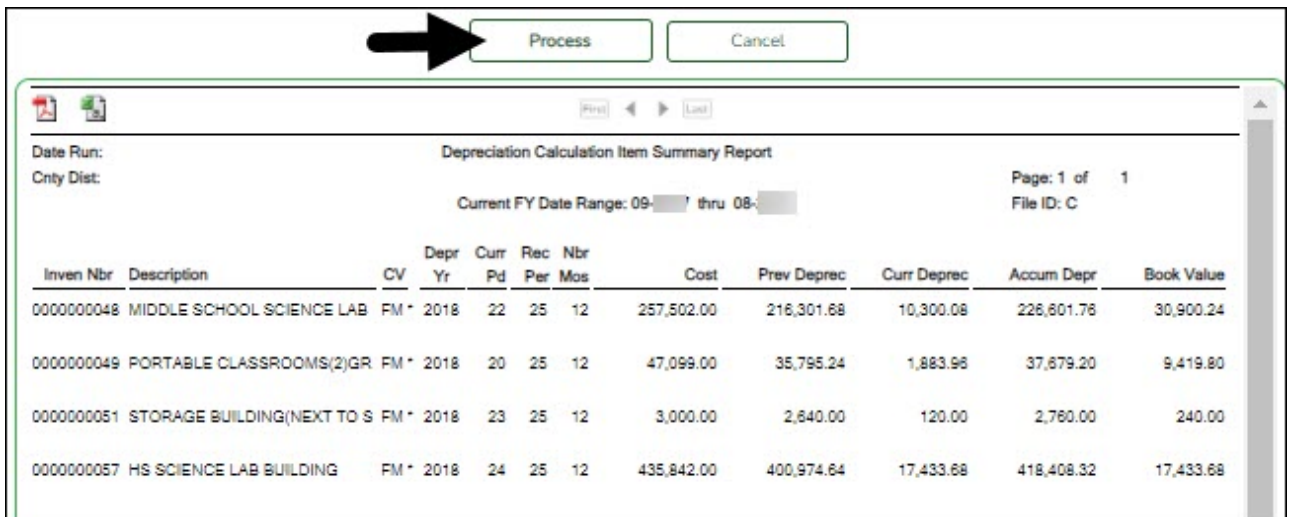 Process Cancel
First Last
Date Run: Depreciation Calculation Item Summary Report
Cnty Dist: Page: 1 of 1
Current FY Date Range: 09- thru 08- File ID: C
Depr Curr Rec Nbr
Inven Nbr Description CV Yr Pd Per Mos Cost Prev Deprec Curr Deprec Accum Depr Book Value
0000000048 MIDDLE SCHOOL SCIENCE LAB FM * 2018 22 25 12 257,502.00 216,301.68 10,300.08 226,601.76 30,900.24
0000000049 PORTABLE CLASSROOMS(2)GR FM * 2018 20 25 12 47,099.00 35,795.24 1,883.96 37,679.20 9,419.80
0000000051 STORAGE BUILDING(NEXT TO S FM * 2018 23 25 12 3,000.00 2,640.00 120.00 2,760.00 240.00
0000000057 HS SCIENCE LAB BUILDING FM * 2018 24 25 12 435,842.00 400,974.64 17,433.68 418,408.32 17,433.68